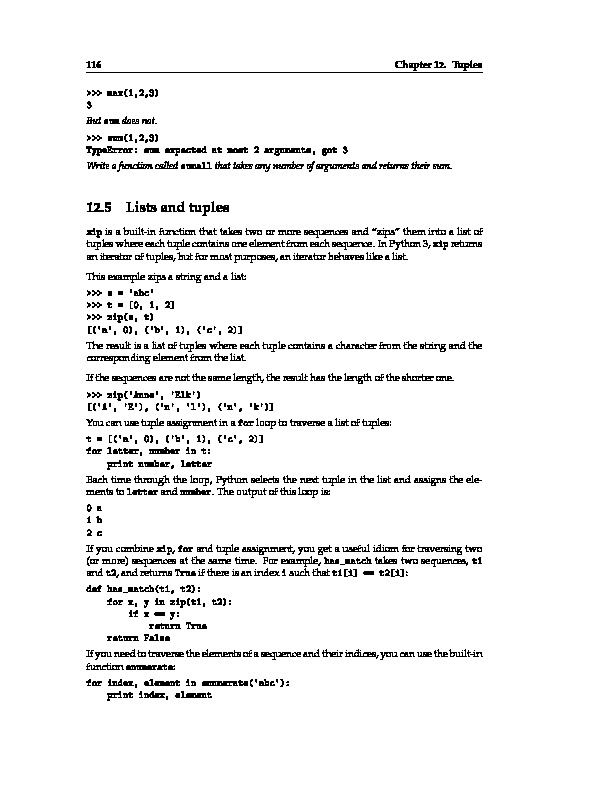 116 Chapter 12. Tuples
>>> max(1,2,3)
3
But sum does not.
>>> sum(1,2,3)
TypeError: sum expected at most 2 arguments, got 3
Write a function called sumall that takes any number of arguments and returns their sum.
12.5 Lists and tuples
zip is a built-in function that takes two or more sequences and “zips” them into a list of
tuples where each tuple contains one element from each sequence. In Python 3, zip returns
an iterator of tuples, but for most purposes, an iterator behaves like a list.
This example zips a string and a list:
>>> s = 'abc'
>>> t = [0, 1, 2]
>>> zip(s, t)
[('a', 0), ('b', 1), ('c', 2)]
The result is a list of tuples where each tuple contains a character from the string and the
corresponding element from the list.
If the sequences are not the same length, the result has the length of the shorter one.
>>> zip('Anne', 'Elk')
[('A', 'E'), ('n', 'l'), ('n', 'k')]
You can use tuple assignment in a for loop to traverse a list of tuples:
t = [('a', 0), ('b', 1), ('c', 2)]
for letter, number in t:
    print number, letter
Each time through the loop, Python selects the next tuple in the list and assigns the ele-
ments to letter and number. The output of this loop is:
0 a
1 b
2 c
If you combine zip, for and tuple assignment, you get a useful idiom for traversing two
(or more) sequences at the same time. For example, has_match takes two sequences, t1
and t2, and returns True if there is an index i such that t1[i] == t2[i]:
def has_match(t1, t2):
    for x, y in zip(t1, t2):
        if x == y:
            return True
    return False
If you need to traverse the elements of a sequence and their indices, you can use the built-in
function enumerate:
for index, element in enumerate('abc'):
    print index, element